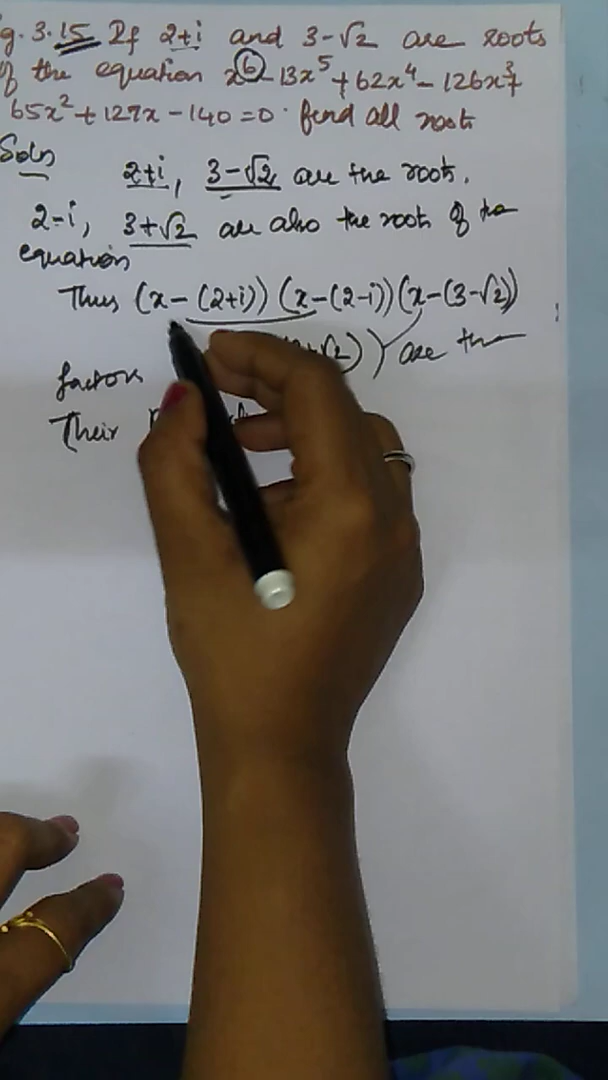 g. 3.15 If 2+i and 3-√2 are roots
of the equation x⁶-13x⁵+62x⁴-126x³+
65x²+127x-140=0. find all roots
Soln 2+i, 3-√2 are the roots.
2-i, 3+√2 are also the roots of the
equation
Thus (x-(2+i)) (x-(2-i)) (x-(3-√2))
+√2) are the
factors
Their